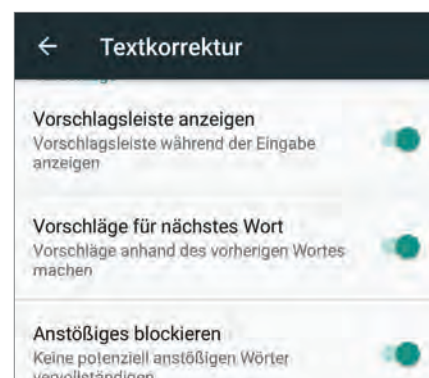 Textkorrektur
Vorschlagsleiste anzeigen
Vorschlagsleiste während der Eingabe
anzeigen
Vorschläge für nächstes Wort
Vorschläge anhand des vorherigen Wortes
machen
Anstößiges blockieren
Keine potenziell anstößigen Wörter
vervollständigen